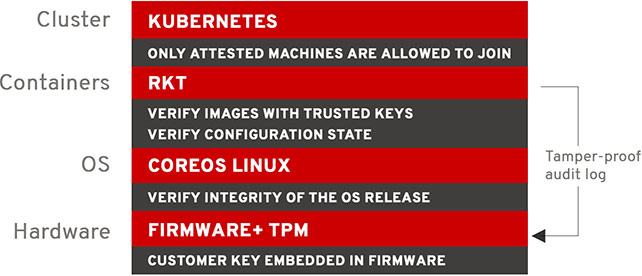 Cluster
KUBERNETES
ONLY ATTESTED MACHINES ARE ALLOWED TO JOIN
Containers
RKT
VERIFY IMAGES WITH TRUSTED KEYS
VERIFY CONFIGURATION STATE
Tamper-proof
audit log
OS
COREOS LINUX
VERIFY INTEGRITY OF THE OS RELEASE
Hardware
FIRMWARE+ TPM
CUSTOMER KEY EMBEDDED IN FIRMWARE